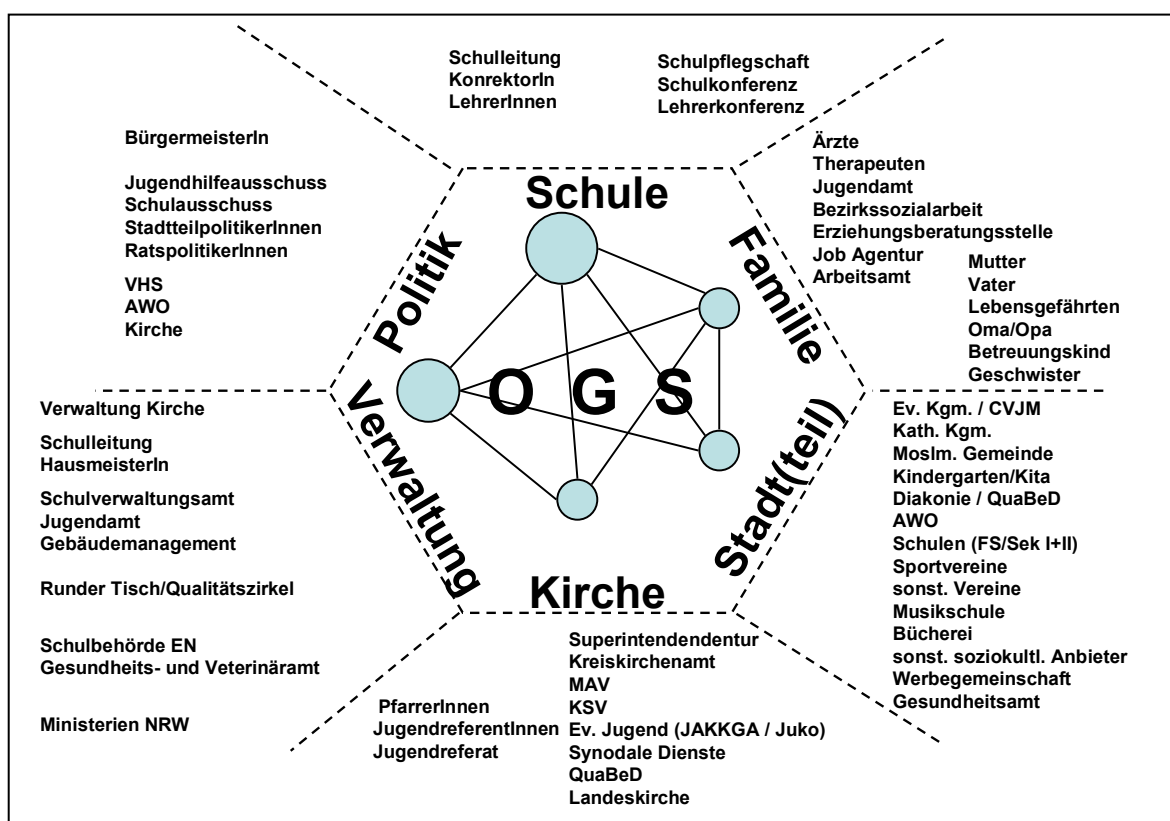 Schulleitung
KonrektorIn
LehrerInnen
Schulpflegschaft
Schulkonferenz
Lehrerkonferenz
BürgermeisterIn
Jugendhilfeausschuss
Schulausschuss
StadtteilpolitikerInnen
RatspolitikerInnen
VHS
AWO
Kirche
Ärzte
Therapeuten
Jugendamt
Bezirkssozialarbeit
Erziehungsberatungsstelle
Job Agentur
Arbeitsamt
Mutter
Vater
Lebensgefährten
Oma/Opa
Betreuungskind
Geschwister
Schule
Politik
Familie
O G S
Verwaltung
Stadt(teil)
Kirche
Verwaltung Kirche
Schulleitung
HausmeisterIn
Schulverwaltungsamt
Jugendamt
Gebäudemanagement
Runder Tisch/Qualitätszirkel
Schulbehörde EN
Gesundheits- und Veterinäramt
Ministerien NRW
PfarrerInnen
JugendreferentInnen
Jugendreferat
Superintendendentur
Kreiskirchenamt
MAV
KSV
Ev. Jugend (JAKKGA / Juko)
Synodale Dienste
QuaBeD
Landeskirche
Ev. Kgm. / CVJM
Kath. Kgm.
Moslm. Gemeinde
Kindergarten/Kita
Diakonie / QuaBeD
AWO
Schulen (FS/Sek I+II)
Sportvereine
sonst. Vereine
Musikschule
Bücherei
sonst. soziokultl. Anbieter
Werbegemeinschaft
Gesundheitsamt